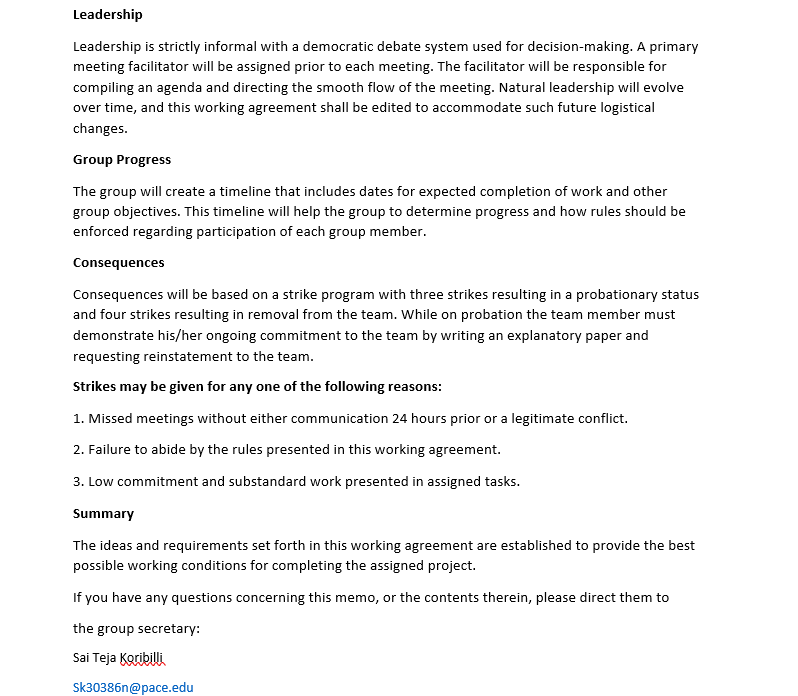 Leadership
Leadership is strictly informal with a democratic debate system used for decision-making. A primary
meeting facilitator will be assigned prior to each meeting. The facilitator will be responsible for
compiling an agenda and directing the smooth flow of the meeting. Natural leadership will evolve
over time, and this working agreement shall be edited to accommodate such future logistical
changes.
Group Progress
The group will create a timeline that includes dates for expected completion of work and other
group objectives. This timeline will help the group to determine progress and how rules should be
enforced regarding participation of each group member.
Consequences
Consequences will be based on a strike program with three strikes resulting in a probationary status
and four strikes resulting in removal from the team. While on probation the team member must
demonstrate his/her ongoing commitment to the team by writing an explanatory paper and
requesting reinstatement to the team.
Strikes may be given for any one of the following reasons:
1. Missed meetings without either communication 24 hours prior or a legitimate conflict.
2. Failure to abide by the rules presented in this working agreement.
3. Low commitment and substandard work presented in assigned tasks.
Summary
The ideas and requirements set forth in this working agreement are established to provide the best
possible working conditions for completing the assigned project.
If you have any questions concerning this memo, or the contents therein, please direct them to
the group secretary:
Sai Teja Koribilli
Sk30386n@pace.edu